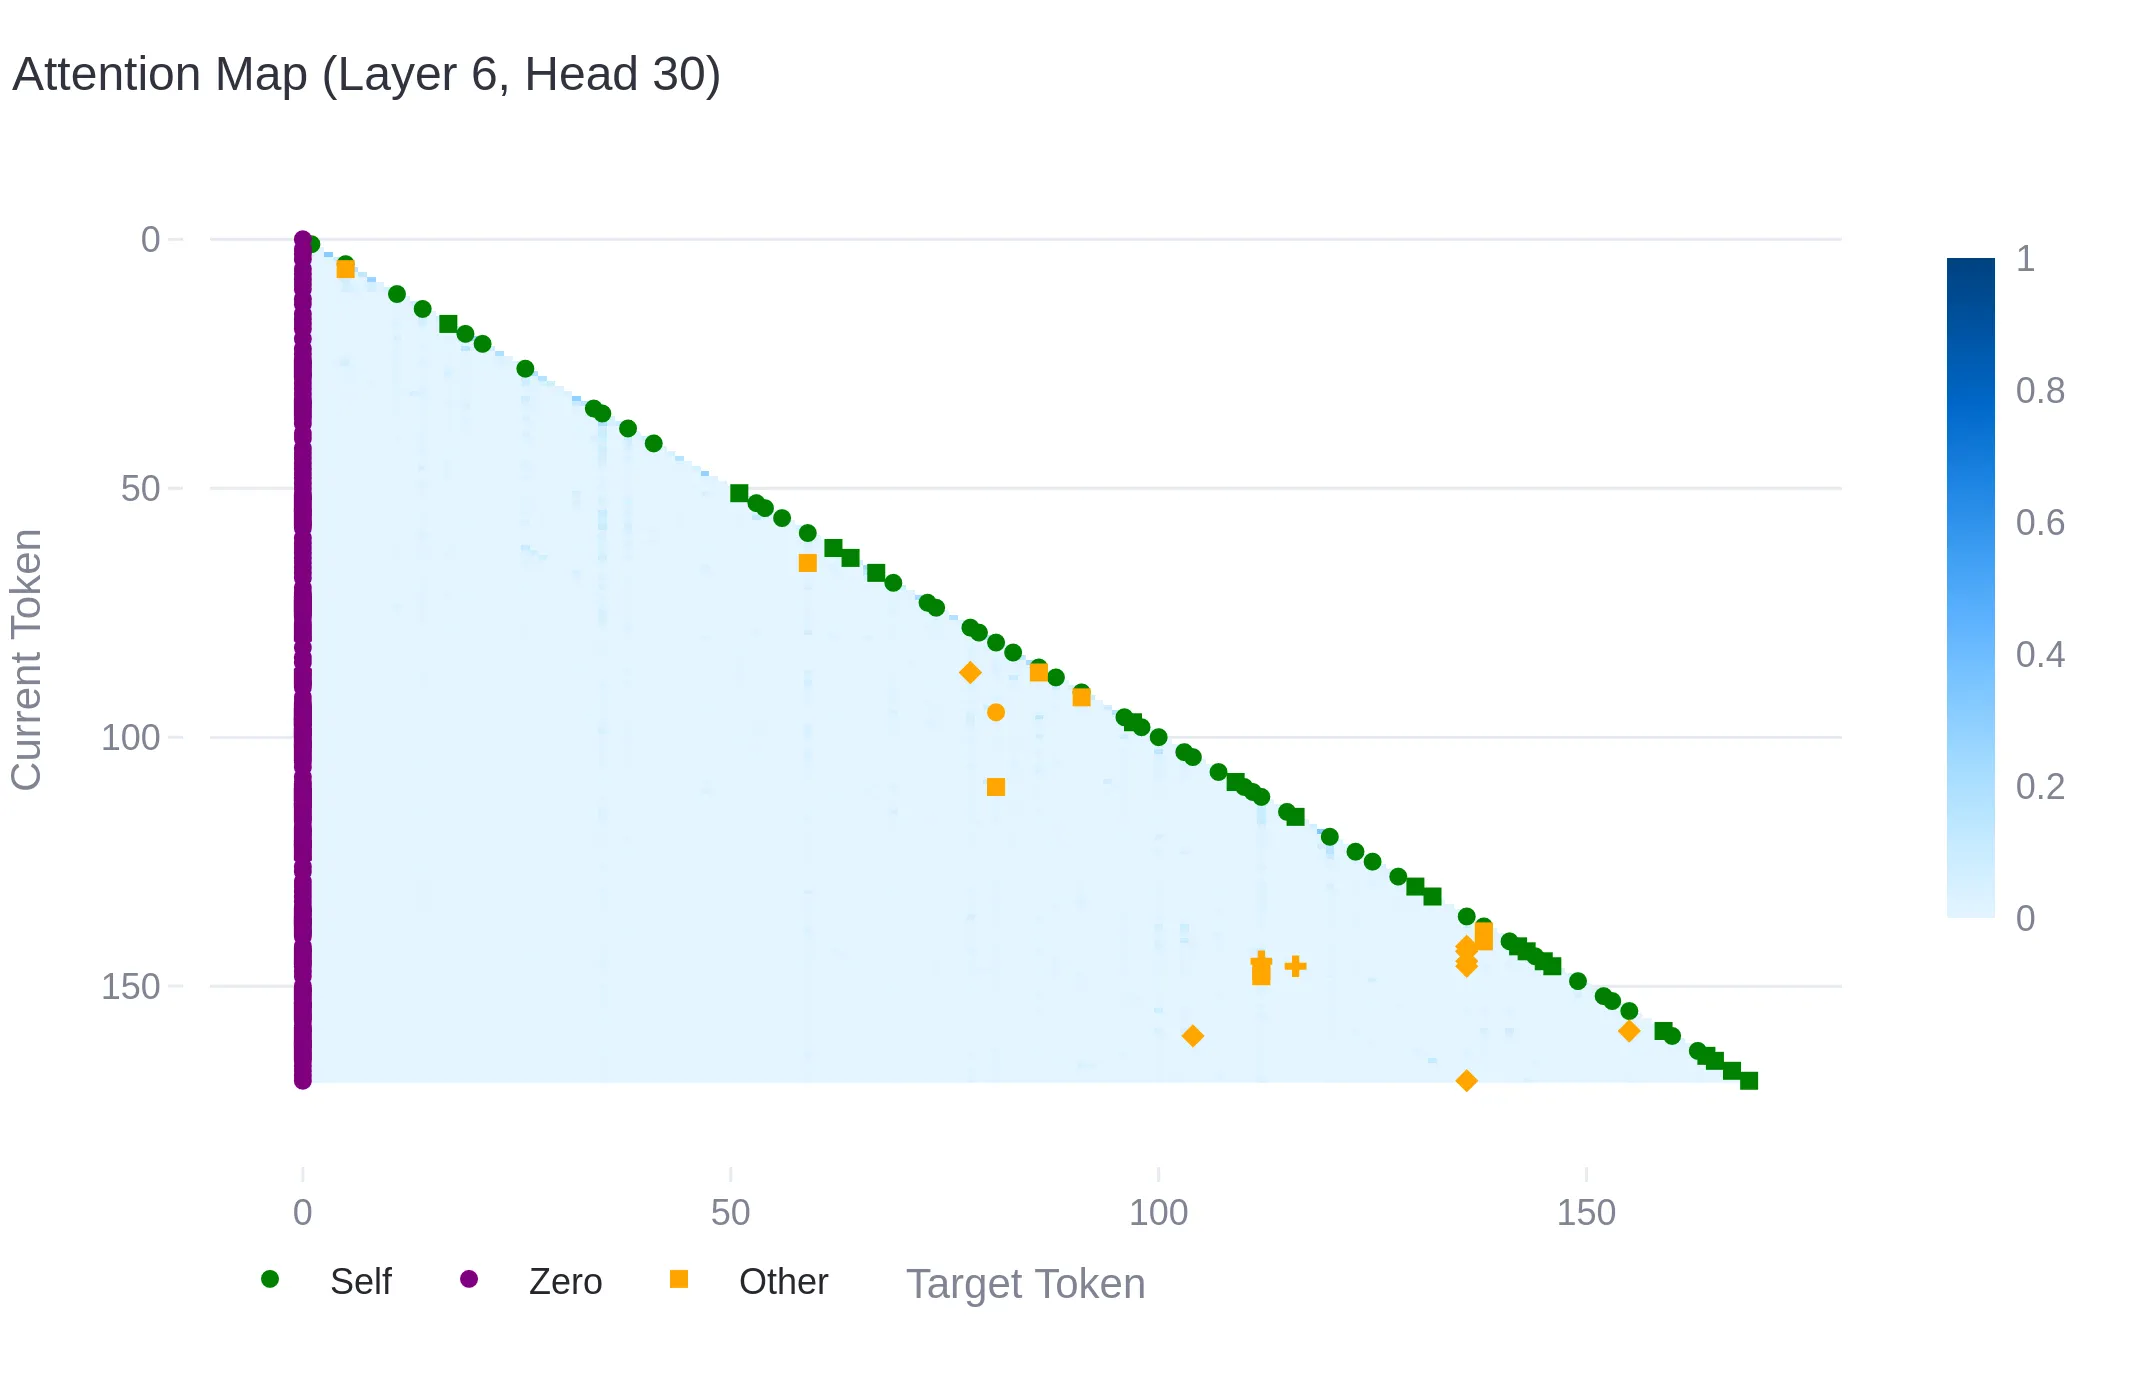 Attention Map (Layer 6, Head 30)
0
50
100
150
Current Token
0
50
100
150
Target Token
Self
Zero
Other
1
0.8
0.6
0.4
0.2
0